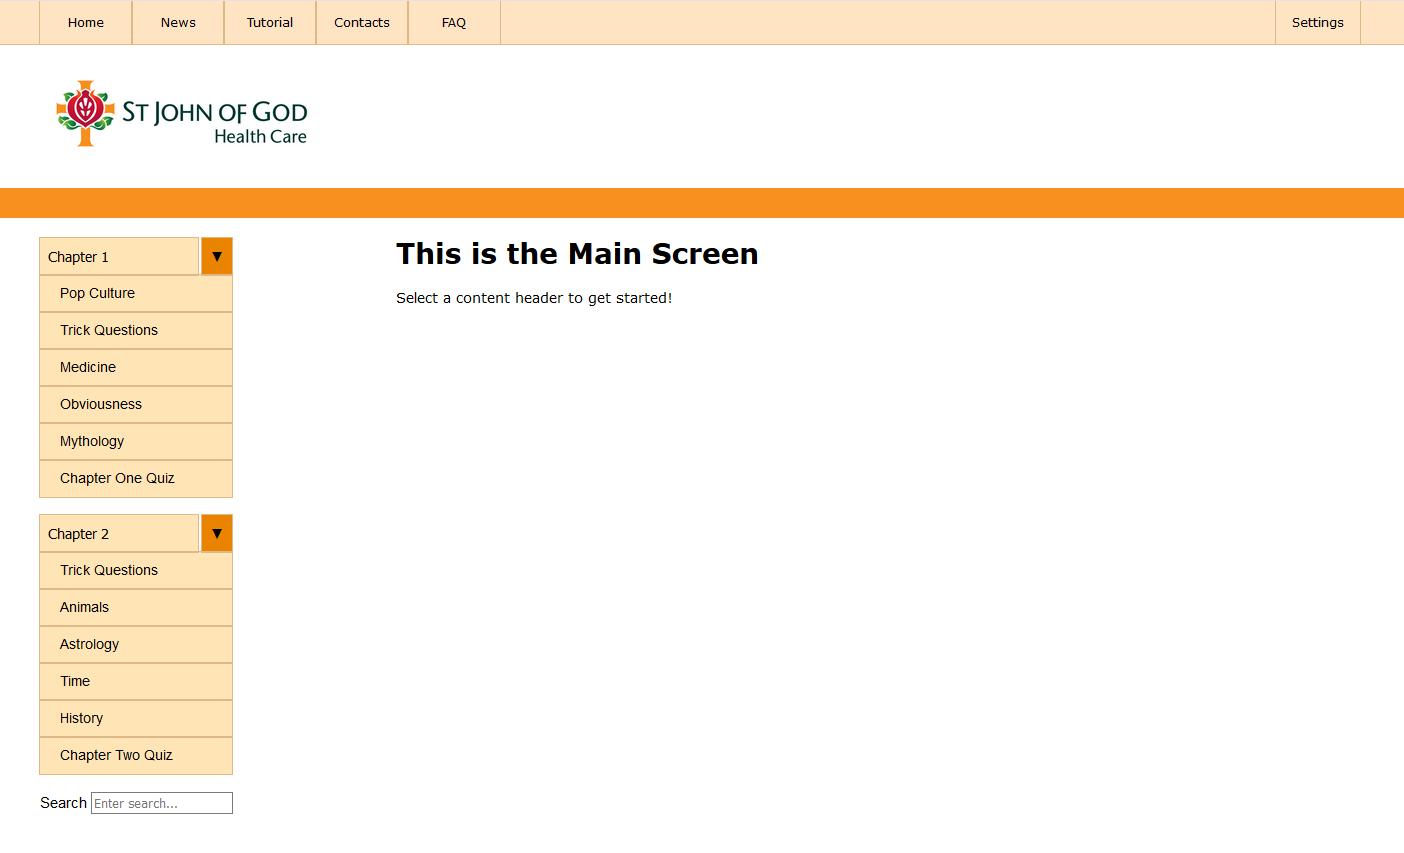 Home News Tutorial Contacts FAQ Settings
ST JOHN OF GOD
Health Care
Chapter 1 ▼
Pop Culture
Trick Questions
Medicine
Obviousness
Mythology
Chapter One Quiz
Chapter 2 ▼
Trick Questions
Animals
Astrology
Time
History
Chapter Two Quiz
Search Enter search...
This is the Main Screen
Select a content header to get started!